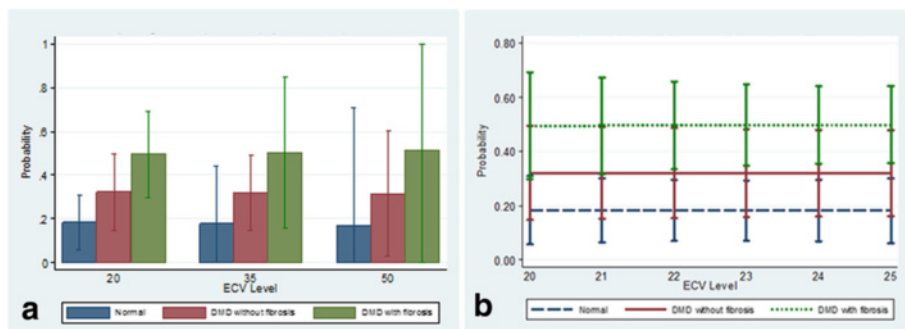 1
.8
.6
.4
.2
0
Probability
20 35 50
ECV Level
a
Normal DMD without fibrosis DMD with fibrosis
0.80
0.60
0.40
0.20
0.00
Probability
20 21 22 23 24 25
ECV Level
b
Normal DMD without fibrosis DMD with fibrosis